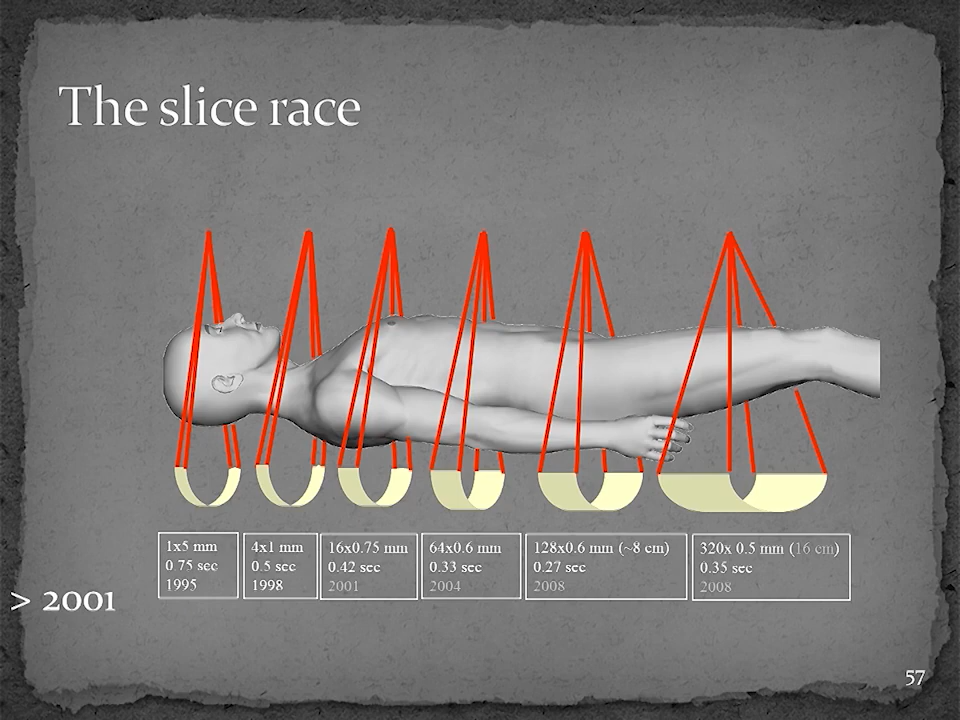 The slice race
1x5 mm
0.75 sec
1995
4x1 mm
0.5 sec
1998
16x0.75 mm
0.42 sec
2001
64x0.6 mm
0.33 sec
2004
128x0.6 mm (~8 cm)
0.27 sec
2008
320x 0.5 mm (16 cm)
0.35 sec
2008
> 2001
57